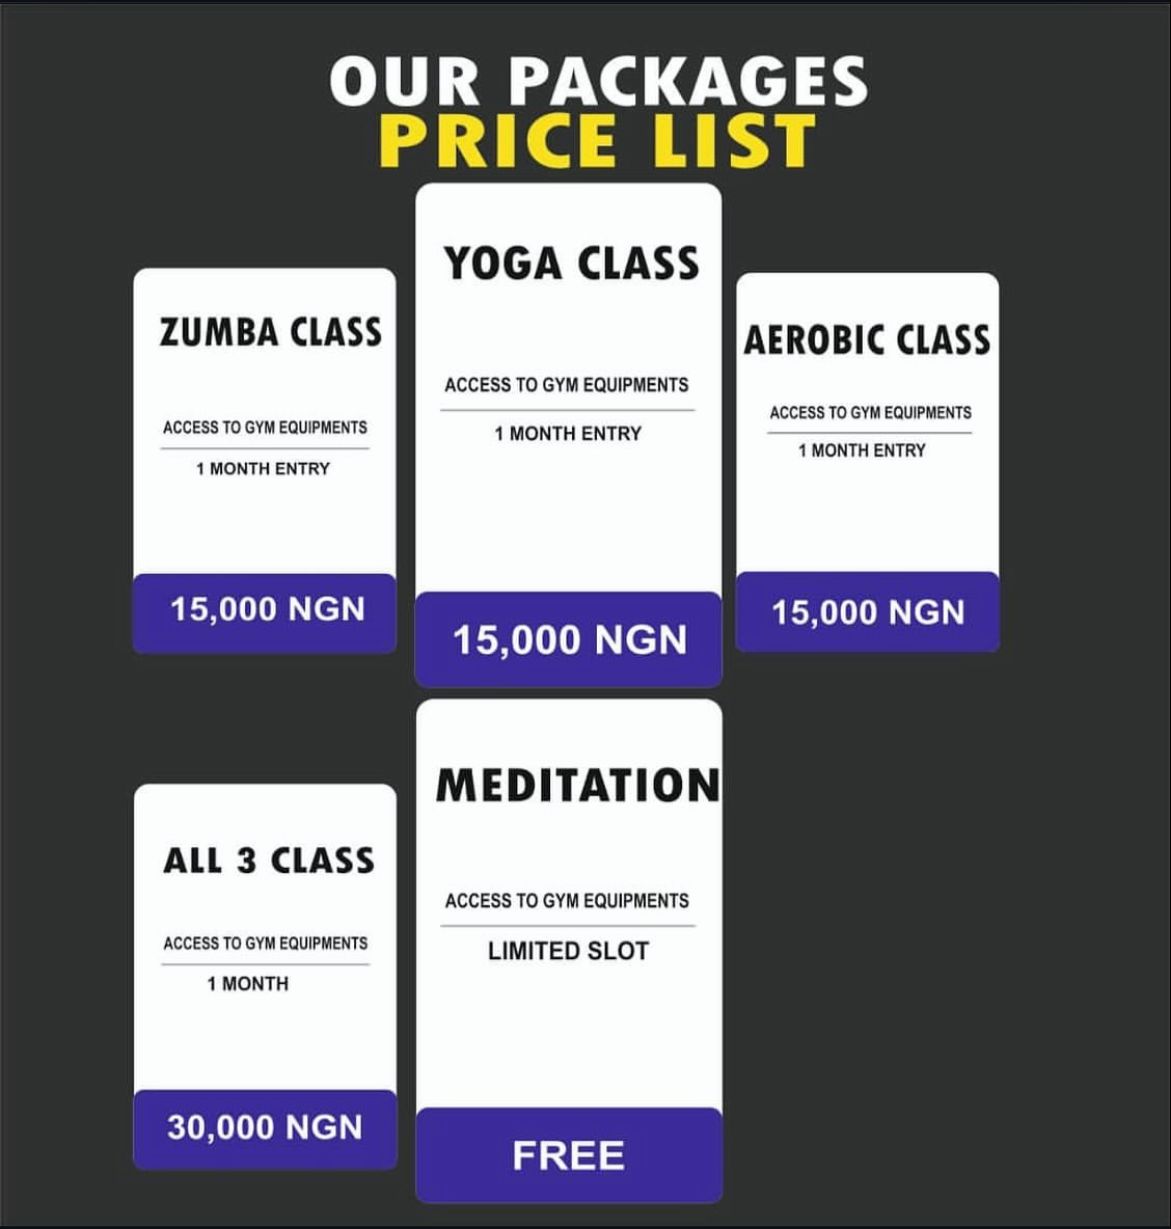 OUR PACKAGES
PRICE LIST
ZUMBA CLASS
ACCESS TO GYM EQUIPMENTS
1 MONTH ENTRY
15,000 NGN
YOGA CLASS
ACCESS TO GYM EQUIPMENTS
1 MONTH ENTRY
15,000 NGN
AEROBIC CLASS
ACCESS TO GYM EQUIPMENTS
1 MONTH ENTRY
15,000 NGN
ALL 3 CLASS
ACCESS TO GYM EQUIPMENTS
1 MONTH
30,000 NGN
MEDITATION
ACCESS TO GYM EQUIPMENTS
LIMITED SLOT
FREE